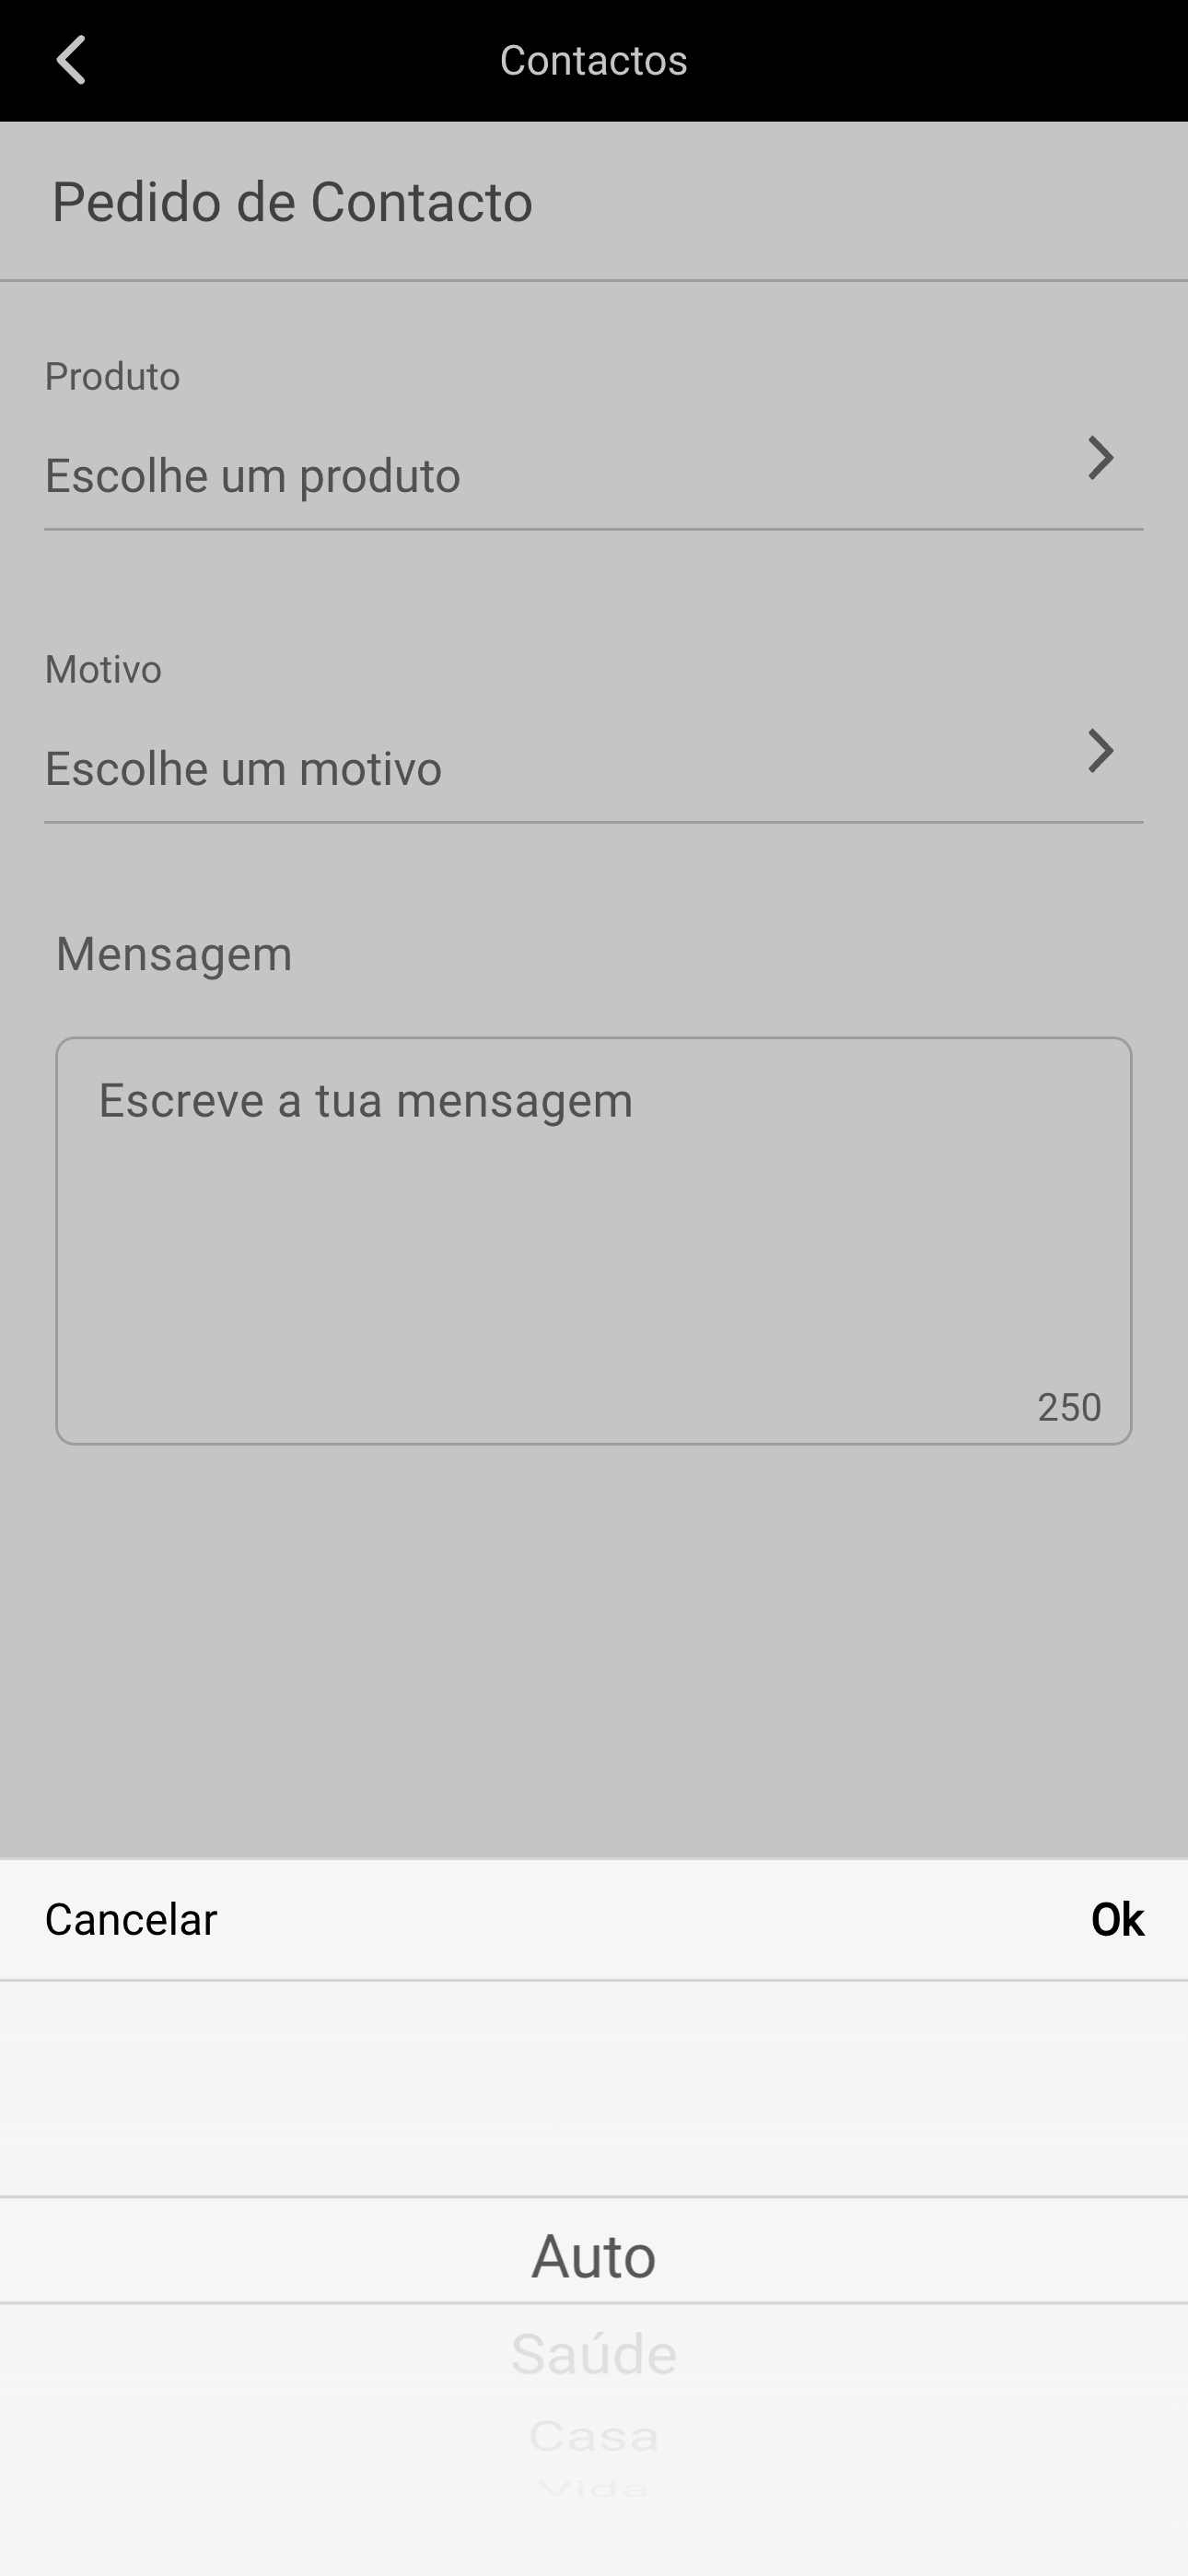 Contactos
Pedido de Contacto
Produto
Escolhe um produto
Motivo
Escolhe um motivo
Mensagem
Escreve a tua mensagem
250
Cancelar
Ok
Auto
Saúde
Casa
Vida